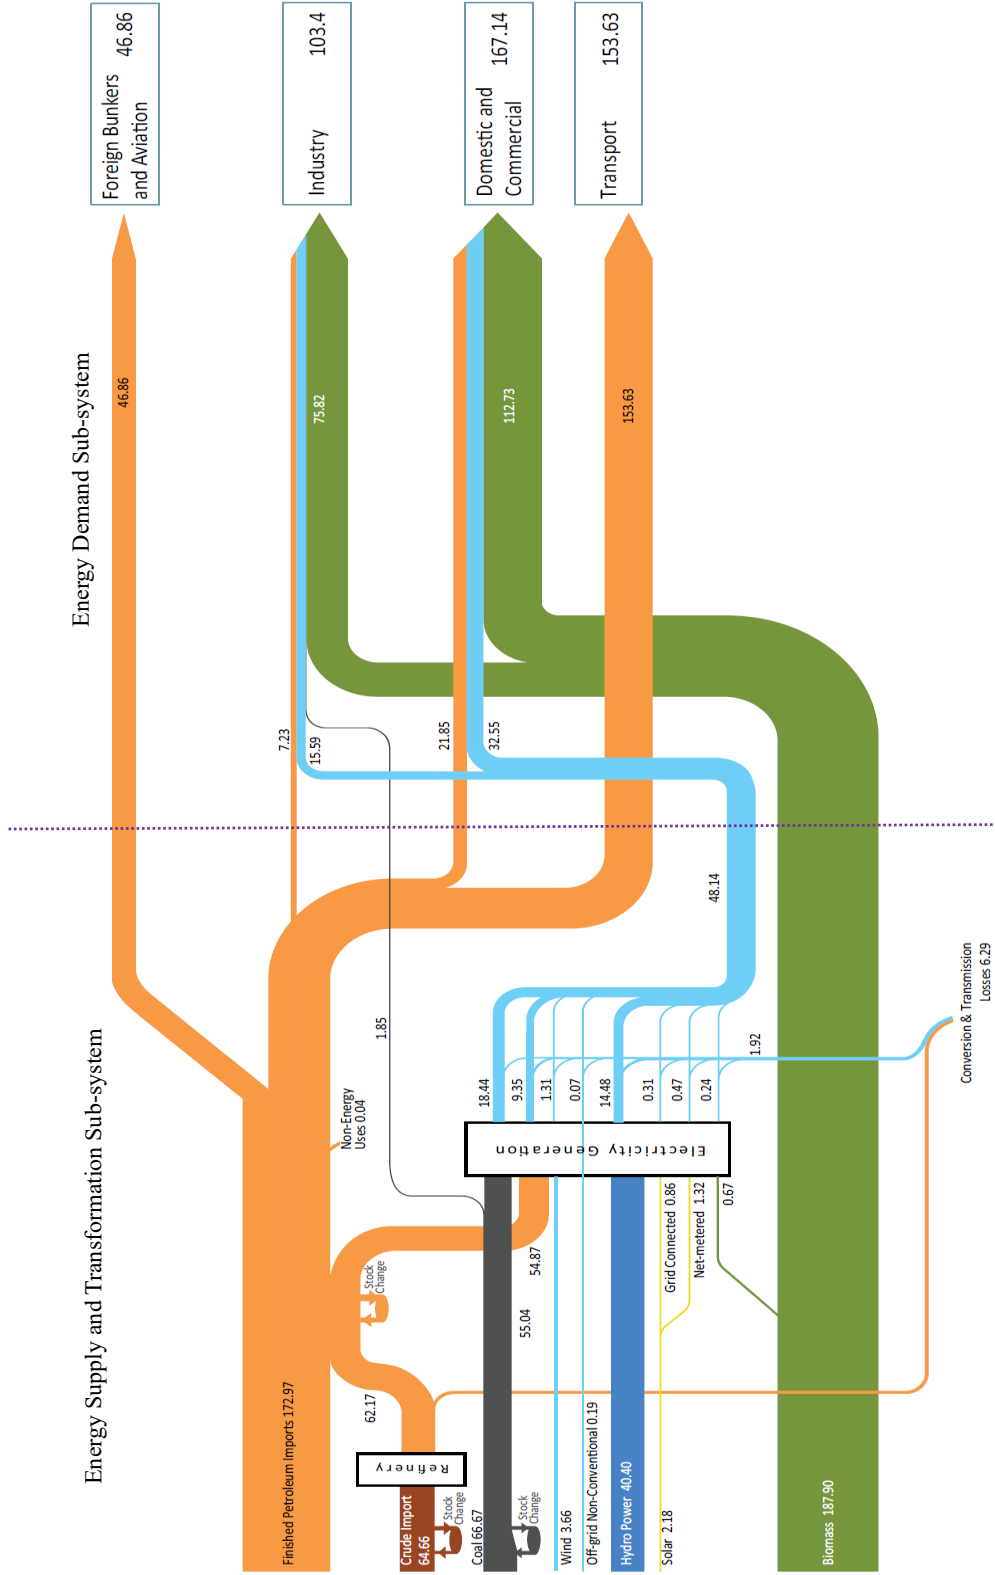 Energy Supply and Transformation Sub-system
Energy Demand Sub-system
Finished Petroleum Imports 172.97
Crude Import
64.66
Stock
Change
Refinery
62.17
Stock
Change
Coal 66.67
Stock
Change
Wind 3.66
Off-grid Non-Conventional 0.19
Hydro Power 40.40
Solar 2.18
Biomass 187.90
55.04
54.87
Grid Connected 0.86
Net-metered 1.32
0.67
Electricity Generation
Non-Energy
Uses 0.04
1.85
18.44
9.35
1.31
0.07
14.48
0.31
0.47
0.24
1.92
Conversion & Transmission
Losses 6.29
48.14
7.23
15.59
21.85
32.55
46.86
75.82
112.73
153.63
Foreign Bunkers
and Aviation 46.86
Industry 103.4
Domestic and
Commercial 167.14
Transport 153.63